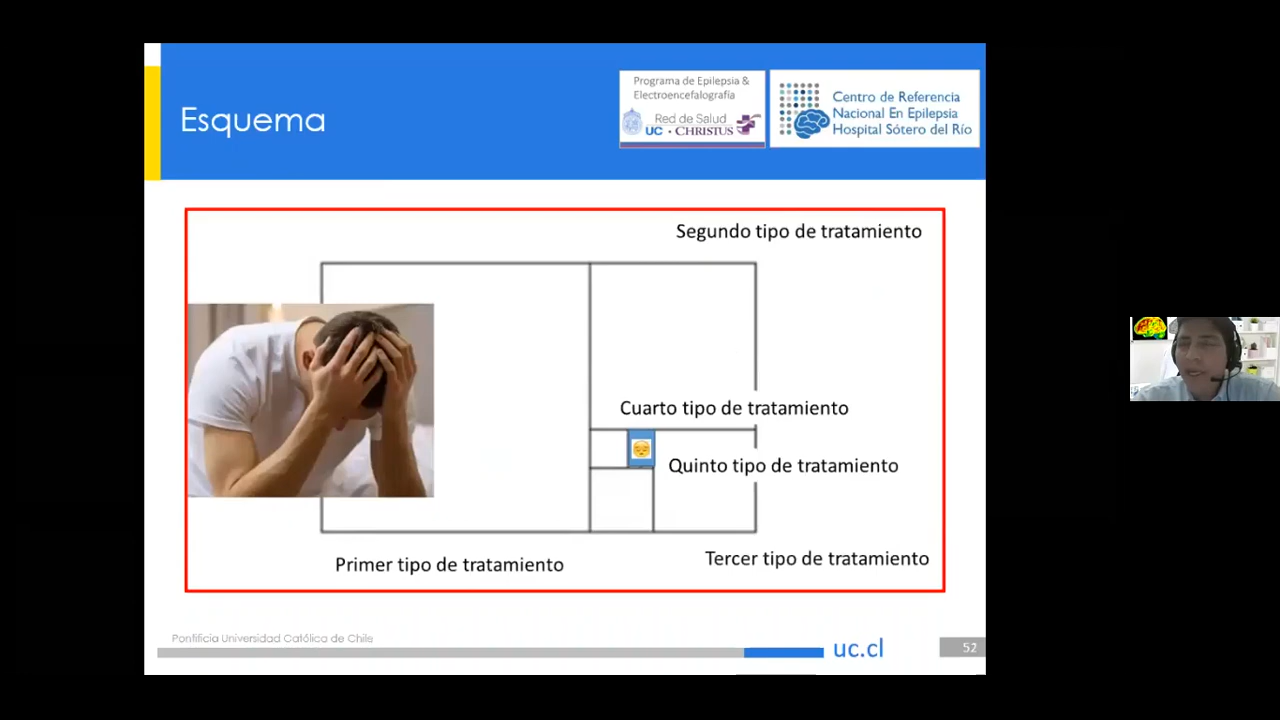 Esquema
Programa de Epilepsia &
Electroencefalografía
Red de Salud
UC • CHRISTUS
Centro de Referencia
Nacional En Epilepsia
Hospital Sótero del Río
Segundo tipo de tratamiento
Cuarto tipo de tratamiento
Quinto tipo de tratamiento
Primer tipo de tratamiento
Tercer tipo de tratamiento
Pontificia Universidad Católica de Chile
uc.cl
52